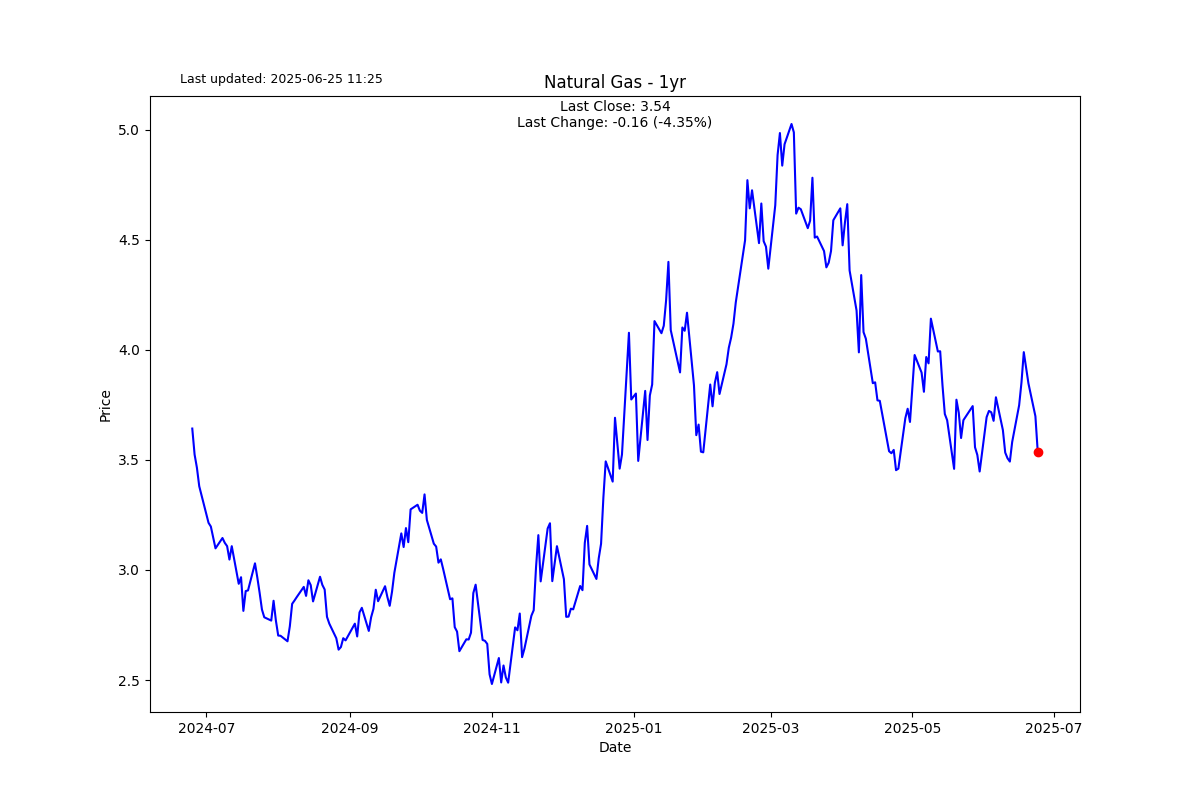 Last updated: 2025-06-25 11:25
Natural Gas - 1yr
Last Close: 3.54
Last Change: -0.16 (-4.35%)
5.0
4.5
4.0
3.5
3.0
2.5
Price
2024-07
2024-09
2024-11
2025-01
2025-03
2025-05
2025-07
Date